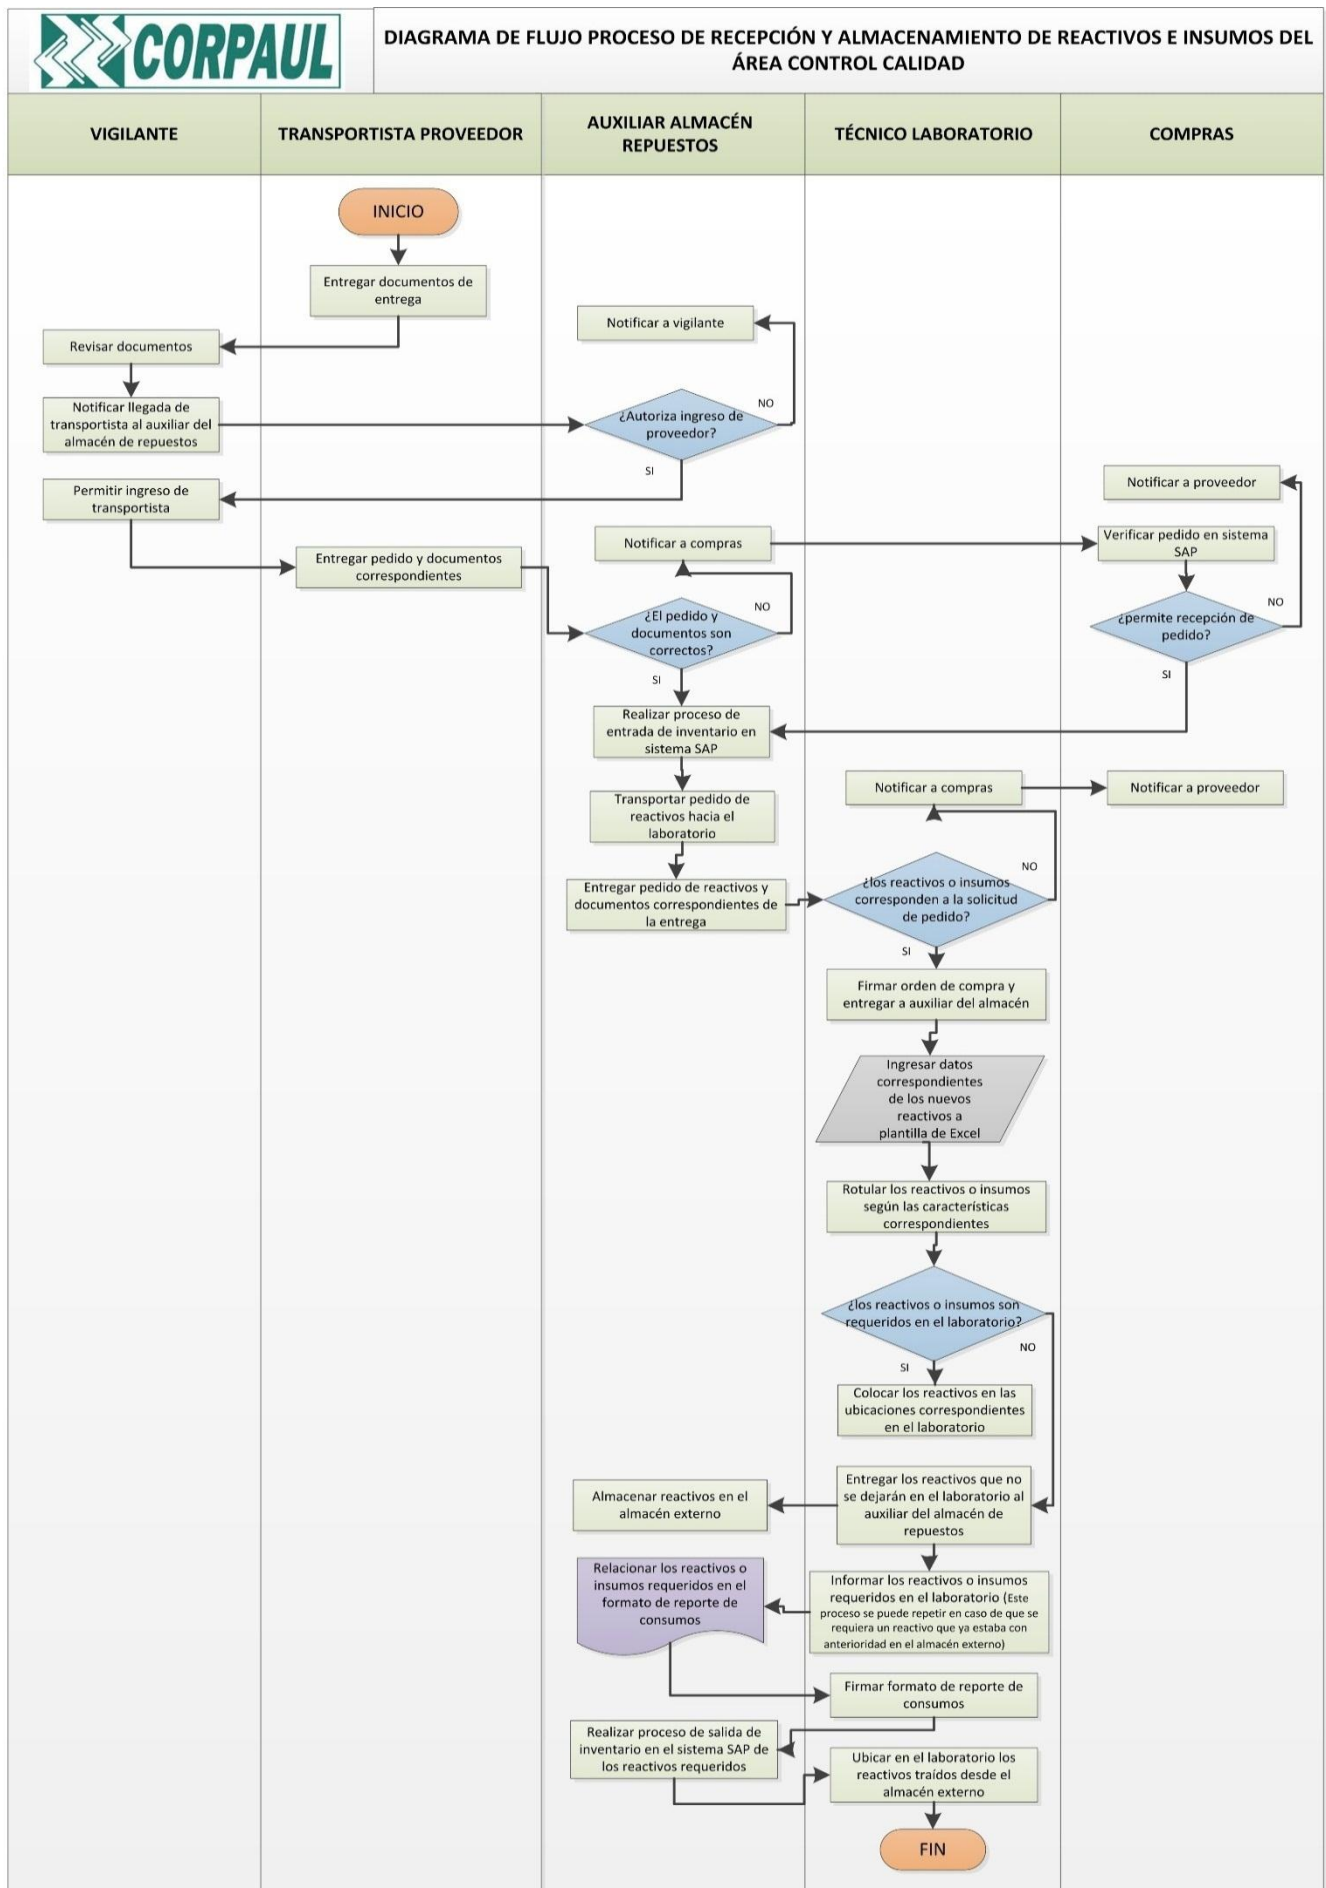 CORPAUL
DIAGRAMA DE FLUJO PROCESO DE RECEPCIÓN Y ALMACENAMIENTO DE REACTIVOS E INSUMOS DEL
ÁREA CONTROL CALIDAD
VIGILANTE
TRANSPORTISTA PROVEEDOR
AUXILIAR ALMACÉN
REPUESTOS
TÉCNICO LABORATORIO
COMPRAS
INICIO
Entregar documentos de
entrega
Notificar a vigilante
Revisar documentos
Notificar llegada de
transportista al auxiliar del
almacén de repuestos
¿Autoriza ingreso de
proveedor?
NO
SI
Permitir ingreso de
transportista
Notificar a proveedor
Entregar pedido y documentos
correspondientes
Notificar a compras
Verificar pedido en sistema
SAP
¿El pedido y
documentos son
correctos?
NO
SI
¿permite recepción de
pedido?
NO
SI
Realizar proceso de
entrada de inventario en
sistema SAP
Transportar pedido de
reactivos hacia el
laboratorio
Notificar a compras
Notificar a proveedor
Entregar pedido de reactivos y
documentos correspondientes de
la entrega
¿los reactivos o insumos
corresponden a la solicitud
de pedido?
NO
SI
Firmar orden de compra y
entregar a auxiliar del almacén
Ingresar datos
correspondientes
de los nuevos
reactivos a
plantilla de Excel
Rotular los reactivos o insumos
según las características
correspondientes
¿los reactivos o insumos son
requeridos en el laboratorio?
NO
SI
Colocar los reactivos en las
ubicaciones correspondientes
en el laboratorio
Entregar los reactivos que no
se dejarán en el laboratorio al
auxiliar del almacén de
repuestos
Almacenar reactivos en el
almacén externo
Relacionar los reactivos o
insumos requeridos en el
formato de reporte de
consumos
Informar los reactivos o insumos
requeridos en el laboratorio (Este
proceso se puede repetir en caso de que se
requiera un reactivo que ya estaba con
anterioridad en el almacén externo)
Firmar formato de reporte de
consumos
Realizar proceso de salida de
inventario en el sistema SAP de
los reactivos requeridos
Ubicar en el laboratorio los
reactivos traídos desde el
almacén externo
FIN